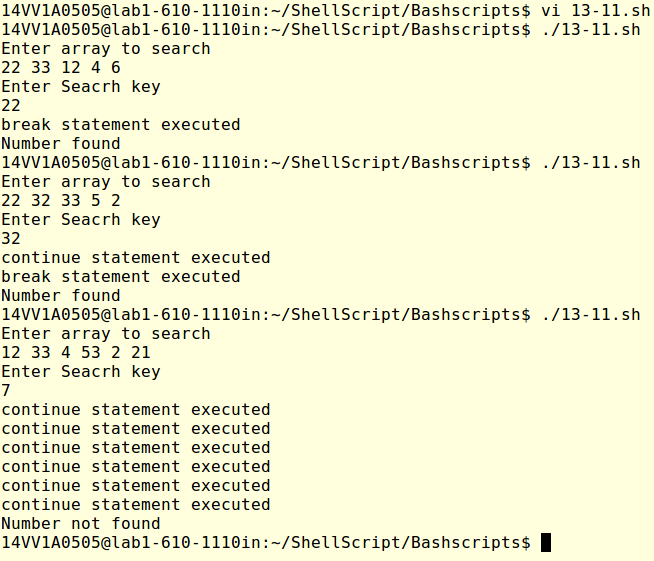 14VV1A0505@lab1-610-1110in:~/ShellScript/Bashscripts$ vi 13-11.sh
14VV1A0505@lab1-610-1110in:~/ShellScript/Bashscripts$ ./13-11.sh
Enter array to search
22 33 12 4 6
Enter Seacrh key
22
break statement executed
Number found
14VV1A0505@lab1-610-1110in:~/ShellScript/Bashscripts$ ./13-11.sh
Enter array to search
22 32 33 5 2
Enter Seacrh key
32
continue statement executed
break statement executed
Number found
14VV1A0505@lab1-610-1110in:~/ShellScript/Bashscripts$ ./13-11.sh
Enter array to search
12 33 4 53 2 21
Enter Seacrh key
7
continue statement executed
continue statement executed
continue statement executed
continue statement executed
continue statement executed
continue statement executed
Number not found
14VV1A0505@lab1-610-1110in:~/ShellScript/Bashscripts$